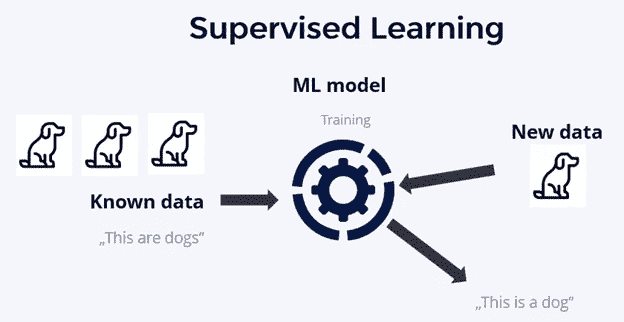 Supervised Learning
ML model
Training
New data
Known data
„This are dogs”
„This is a dog”